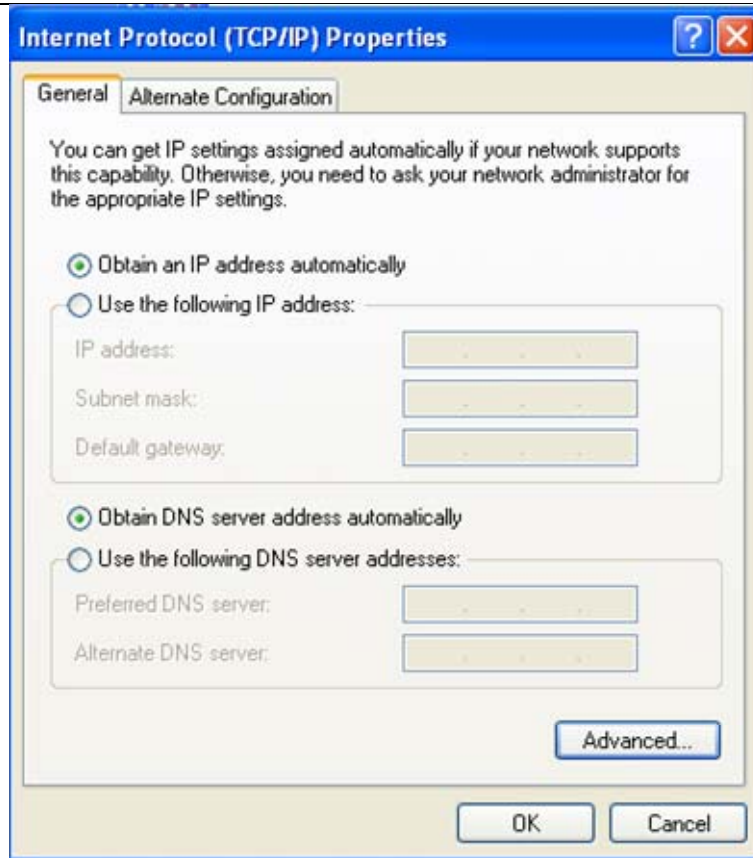 Internet Protocol (TCP/IP) Properties
General
Alternate Configuration
You can get IP settings assigned automatically if your network supports
this capability. Otherwise, you need to ask your network administrator for
the appropriate IP settings.
Obtain an IP address automatically
Use the following IP address:
IP address:
Subnet mask:
Default gateway:
Obtain DNS server address automatically
Use the following DNS server addresses:
Preferred DNS server:
Alternate DNS server:
Advanced...
OK
Cancel